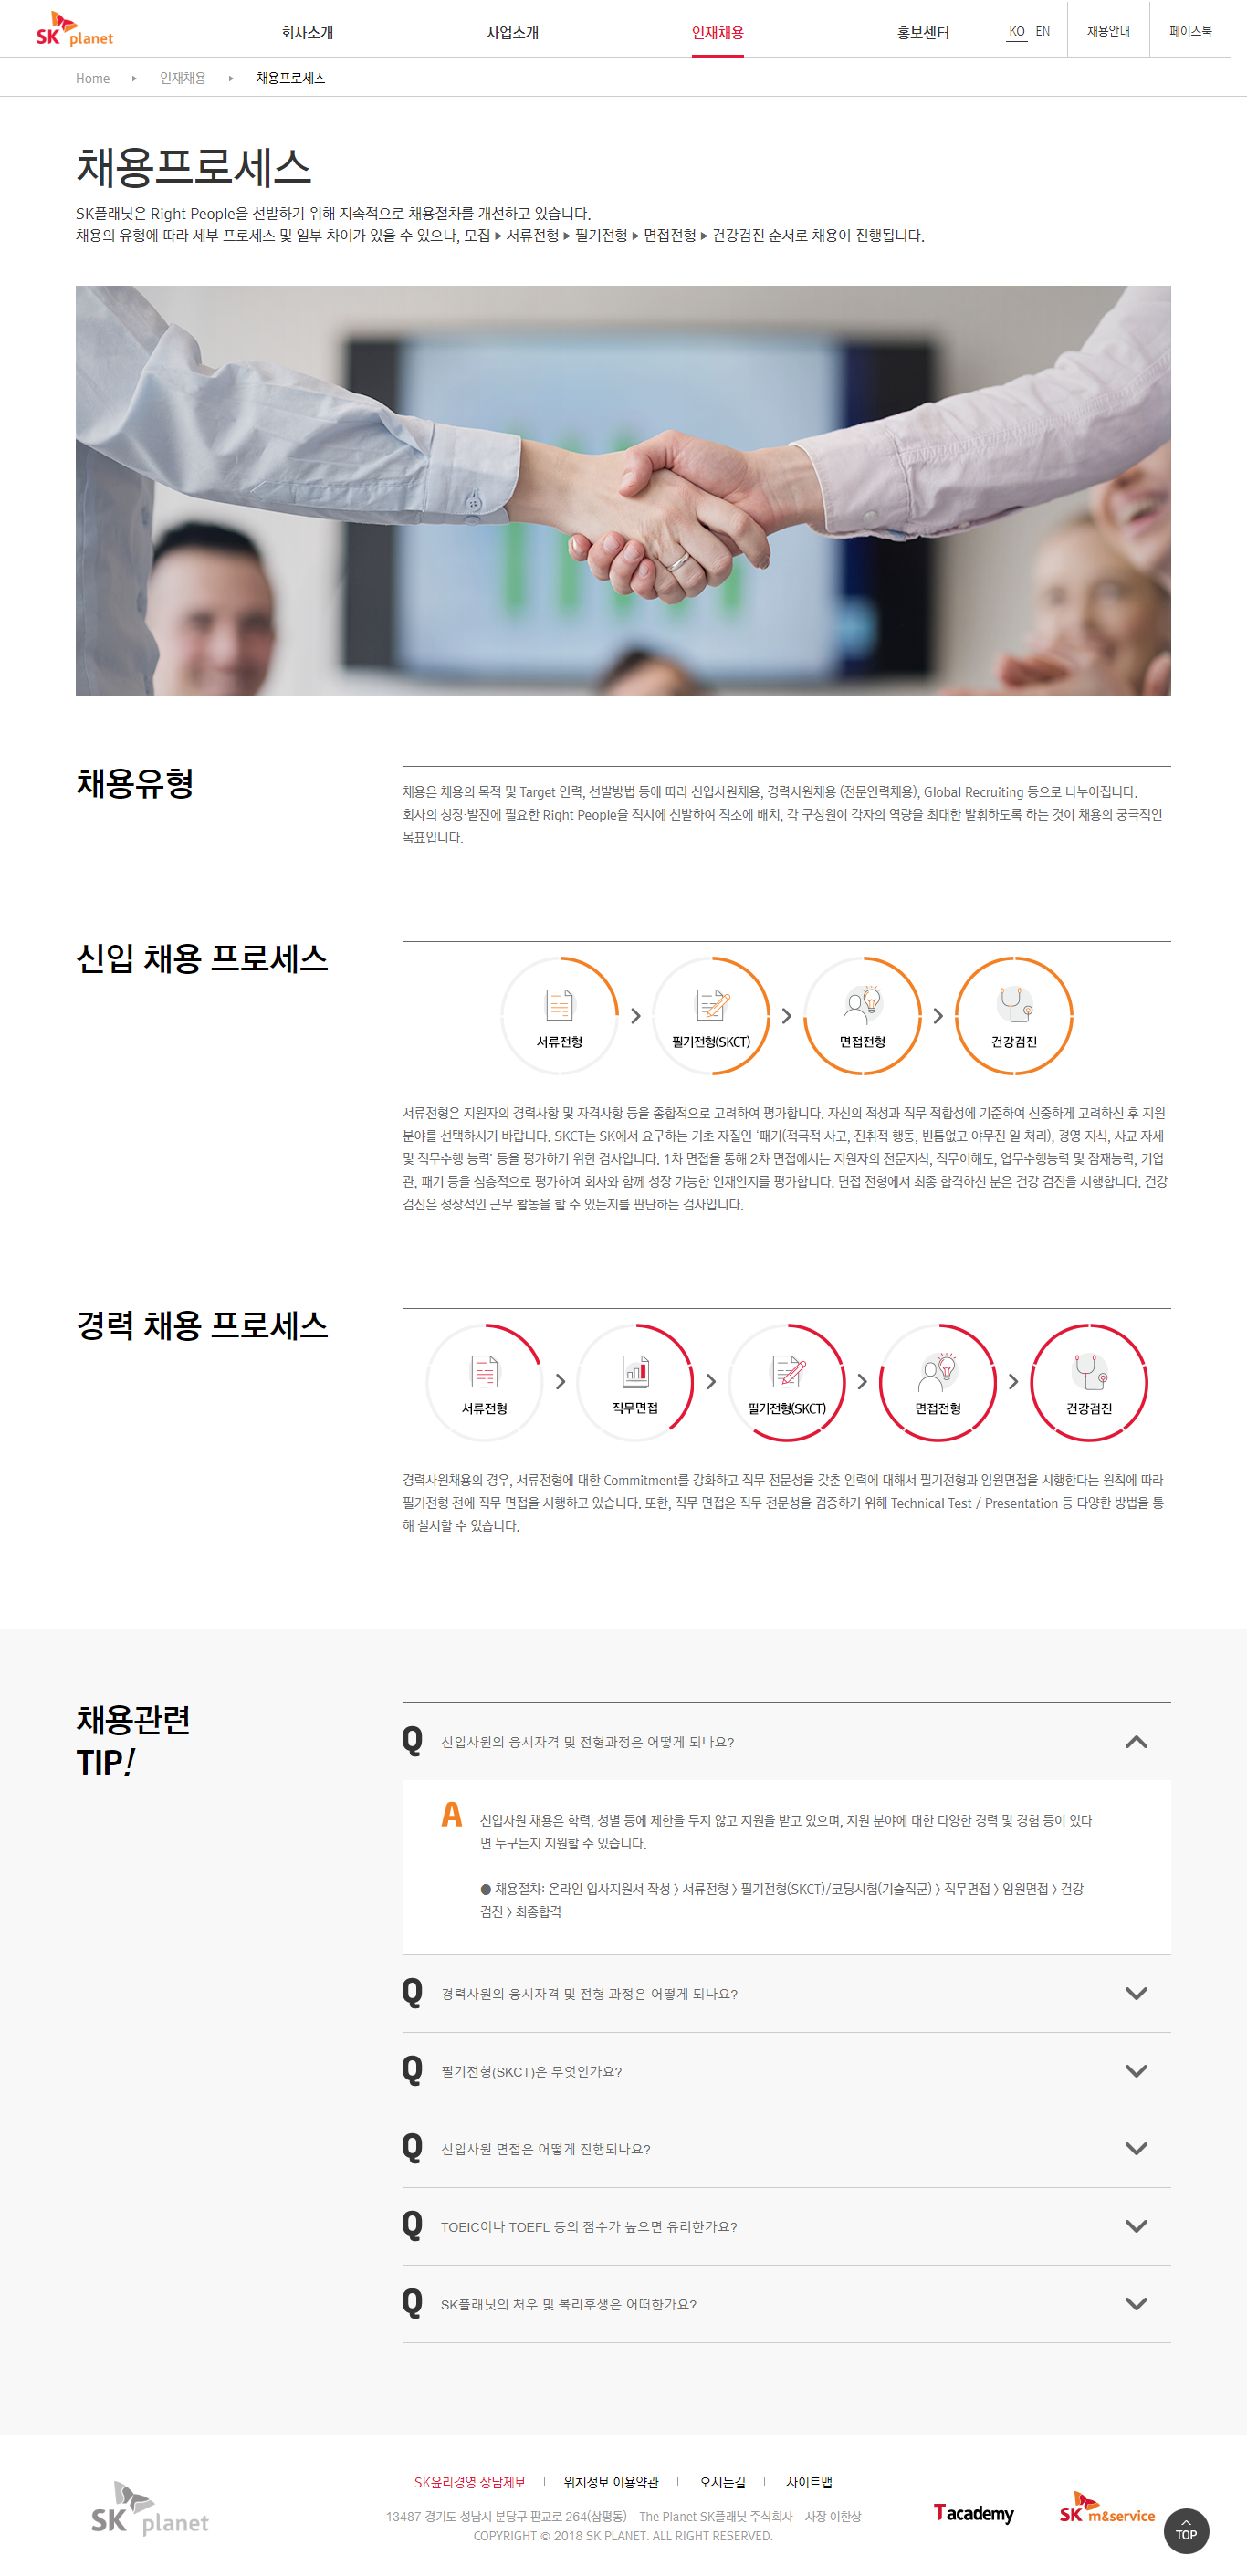 SK planet
회사소개
사업소개
인재채용
홍보센터
KO EN
채용안내
페이스북
Home ▸ 인재채용 ▸ 채용프로세스
채용프로세스
SK플래닛은 Right People을 선발하기 위해 지속적으로 채용절차를 개선하고 있습니다.
채용의 유형에 따라 세부 프로세스 및 일부 차이가 있을 수 있으나, 모집 ▸ 서류전형 ▸ 필기전형 ▸ 면접전형 ▸ 건강검진 순서로 채용이 진행됩니다.
채용유형
채용은 채용의 목적 및 Target 인력, 선발방법 등에 따라 신입사원채용, 경력사원채용 (전문인력채용), Global Recruiting 등으로 나누어집니다.
회사의 성장·발전에 필요한 Right People을 적시에 선발하여 적소에 배치, 각 구성원이 각자의 역량을 최대한 발휘하도록 하는 것이 채용의 궁극적인
목표입니다.
신입 채용 프로세스
서류전형
필기전형(SKCT)
면접전형
건강검진
서류전형은 지원자의 경력사항 및 자격사항 등을 종합적으로 고려하여 평가합니다. 자신의 적성과 직무 적합성에 기준하여 신중하게 고려하신 후 지원
분야를 선택하시기 바랍니다. SKCT는 SK에서 요구하는 기초 자질인 '패기(적극적 사고, 진취적 행동, 빈틈없고 야무진 일 처리), 경영 지식, 사교 자세
및 직무수행 능력' 등을 평가하기 위한 검사입니다. 1차 면접을 통해 2차 면접에서는 지원자의 전문지식, 직무이해도, 업무수행능력 및 잠재능력, 기업
관, 패기 등을 심층적으로 평가하여 회사와 함께 성장 가능한 인재인지를 평가합니다. 면접 전형에서 최종 합격하신 분은 건강 검진을 시행합니다. 건강
검진은 정상적인 근무 활동을 할 수 있는지를 판단하는 검사입니다.
경력 채용 프로세스
서류전형
직무면접
필기전형(SKCT)
면접전형
건강검진
경력사원채용의 경우, 서류전형에 대한 Commitment를 강화하고 직무 전문성을 갖춘 인력에 대해서 필기전형과 임원면접을 시행한다는 원칙에 따라
필기전형 전에 직무 면접을 시행하고 있습니다. 또한, 직무 면접은 직무 전문성을 검증하기 위해 Technical Test / Presentation 등 다양한 방법을 통
해 실시할 수 있습니다.
채용관련
TIP!
Q 신입사원의 응시자격 및 전형과정은 어떻게 되나요?
A 신입사원 채용은 학력, 성별 등에 제한을 두지 않고 지원을 받고 있으며, 지원 분야에 대한 다양한 경력 및 경험 등이 있다
면 누구든지 지원할 수 있습니다.
● 채용절차: 온라인 입사지원서 작성 > 서류전형 > 필기전형(SKCT)/코딩시험(기술직군) > 직무면접 > 임원면접 > 건강
검진 > 최종합격
Q 경력사원의 응시자격 및 전형 과정은 어떻게 되나요?
Q 필기전형(SKCT)은 무엇인가요?
Q 신입사원 면접은 어떻게 진행되나요?
Q TOEIC이나 TOEFL 등의 점수가 높으면 유리한가요?
Q SK플래닛의 처우 및 복리후생은 어떠한가요?
SK planet
SK윤리경영 상담제보 | 위치정보 이용약관 | 오시는길 | 사이트맵
13487 경기도 성남시 분당구 판교로 264(삼평동) The Planet SK플래닛 주식회사 사장 이한상
COPYRIGHT © 2018 SK PLANET. ALL RIGHT RESERVED.
Tacademy
SK m&service
TOP